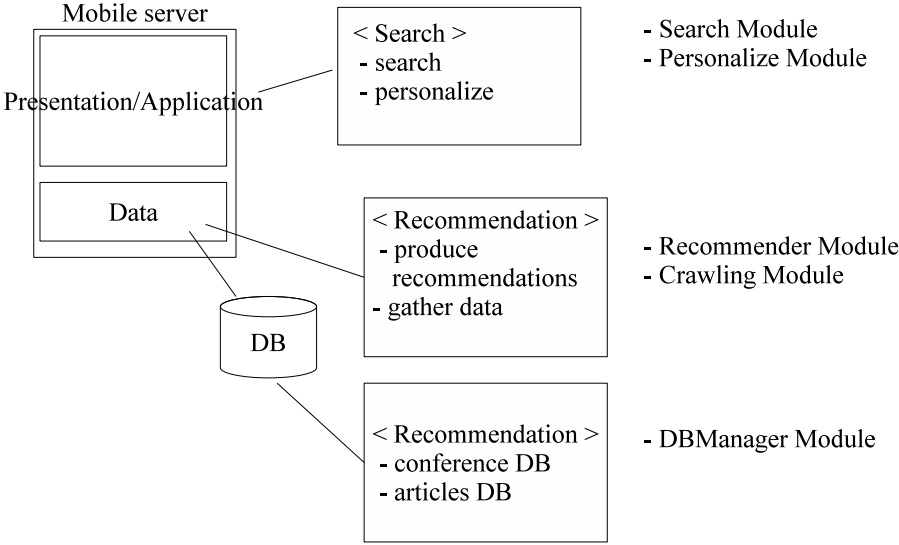 Mobile server
Presentation/Application
Data
DB
< Search >
- search
- personalize
- Search Module
- Personalize Module
< Recommendation >
- produce
recommendations
- gather data
- Recommender Module
- Crawling Module
< Recommendation >
- conference DB
- articles DB
- DBManager Module